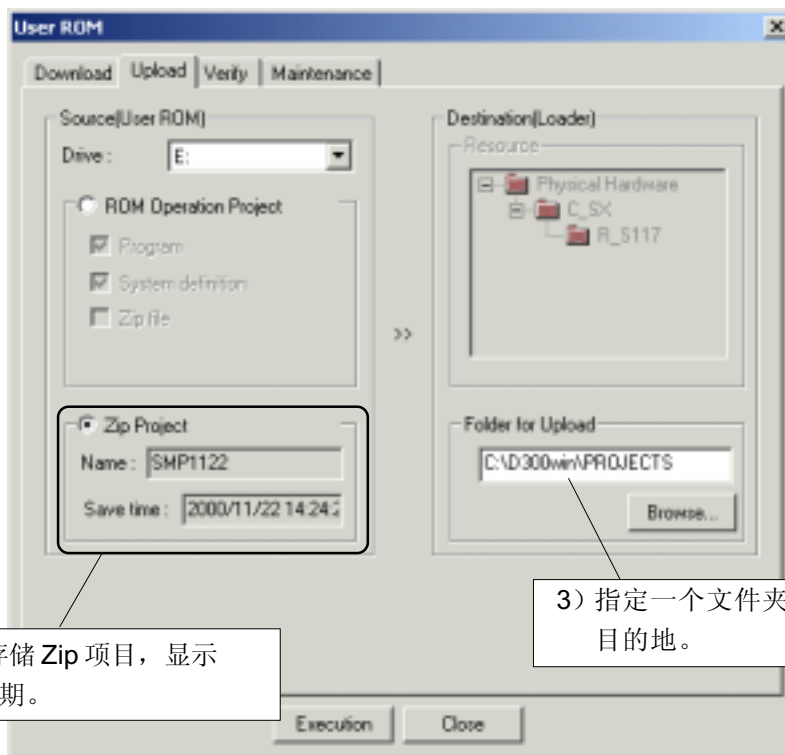 User ROM
Download Upload Verify Maintenance
Source(User ROM)
Drive : E:
ROM Operation Project
Program
System definition
Zip file
Zip Project
Name : SMP1122
Save time : 2000/11/22 14:24:2
>>
Destination(Loader)
Resource
Physical Hardware
C_SX
R_S117
Folder for Upload
C:\D300win\PROJECTS
Browse...
3）指定一个文件夹
目的地。
存储 Zip 项目，显示
期。
Execution Close